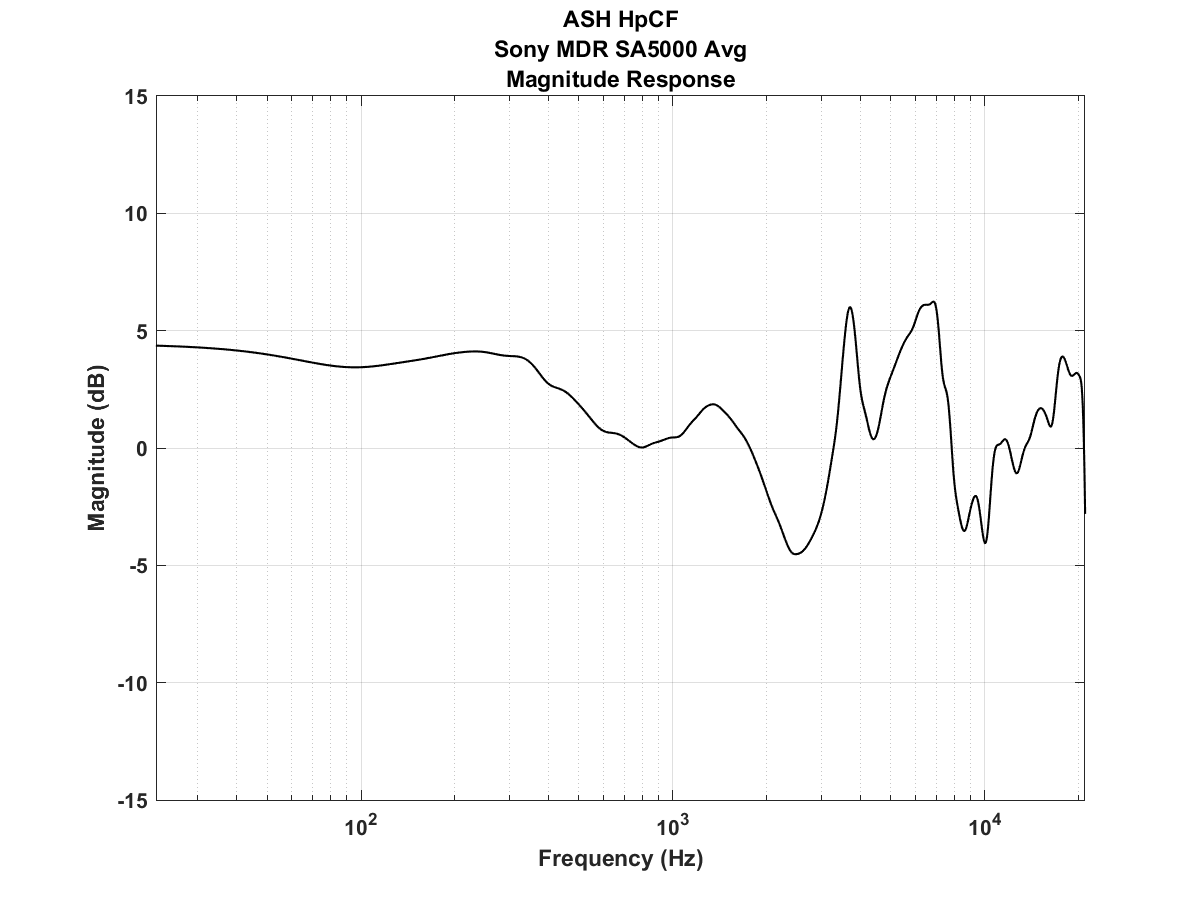 ASH HpCF
Sony MDR SA5000 Avg
Magnitude Response
15
10
5
0
-5
-10
-15
Magnitude (dB)
10²
10³
10⁴
Frequency (Hz)